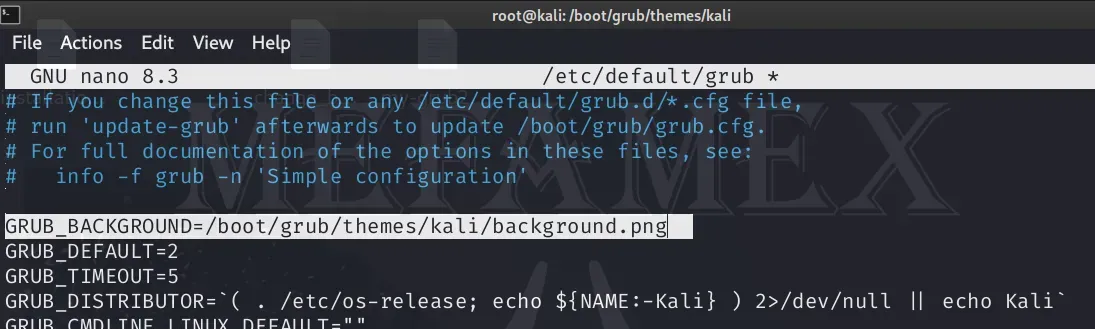 root@kali: /boot/grub/themes/kali
File Actions Edit View Help
GNU nano 8.3 /etc/default/grub *
# If you change this file or any /etc/default/grub.d/*.cfg file,
# run 'update-grub' afterwards to update /boot/grub/grub.cfg.
# For full documentation of the options in these files, see:
#   info -f grub -n 'Simple configuration'
MEFAMEX
GRUB_BACKGROUND=/boot/grub/themes/kali/background.png
GRUB_DEFAULT=2
GRUB_TIMEOUT=5
GRUB_DISTRIBUTOR=`( . /etc/os-release; echo ${NAME:-Kali} ) 2>/dev/null || echo Kali`
GRUB_CMDLINE_LINUX_DEFAULT=""